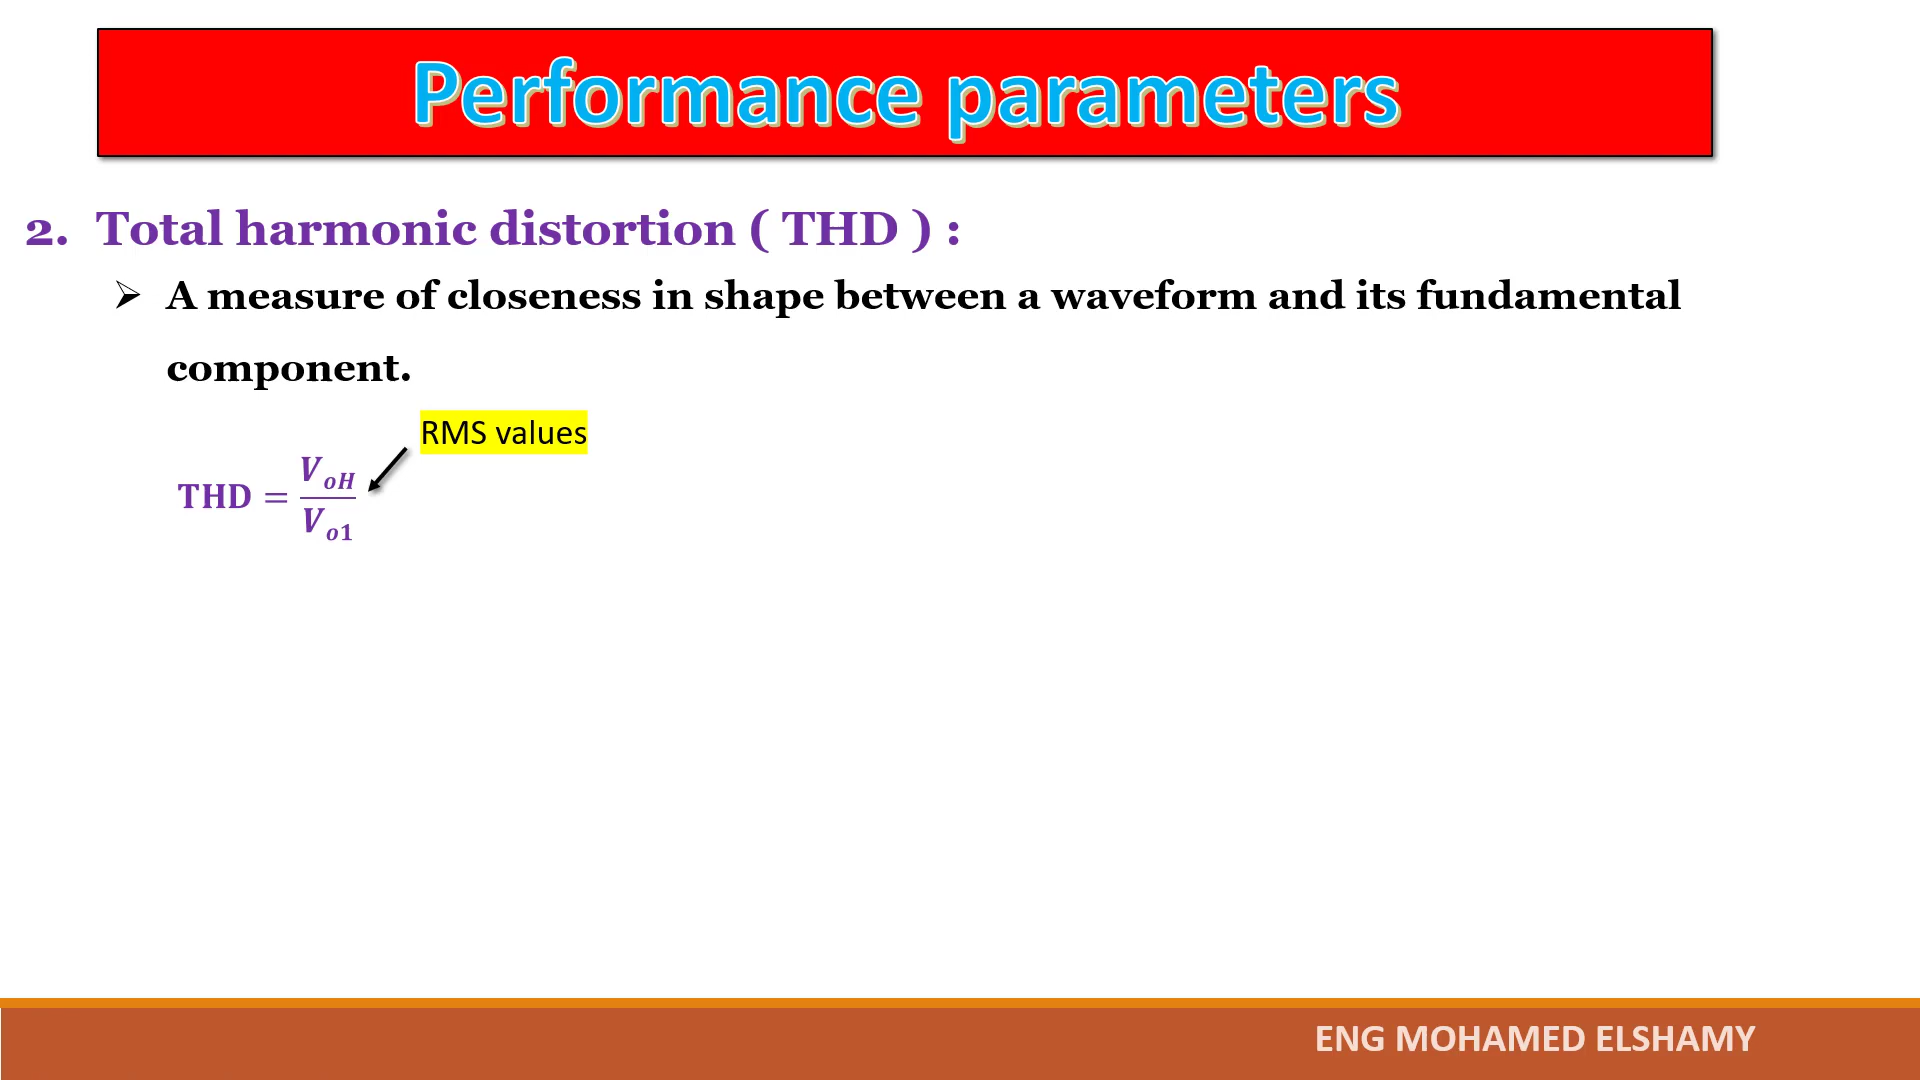 Performance parameters
2. Total harmonic distortion ( THD ) :
➢ A measure of closeness in shape between a waveform and its fundamental
component.
RMS values
THD = V_oH / V_o1
ENG MOHAMED ELSHAMY